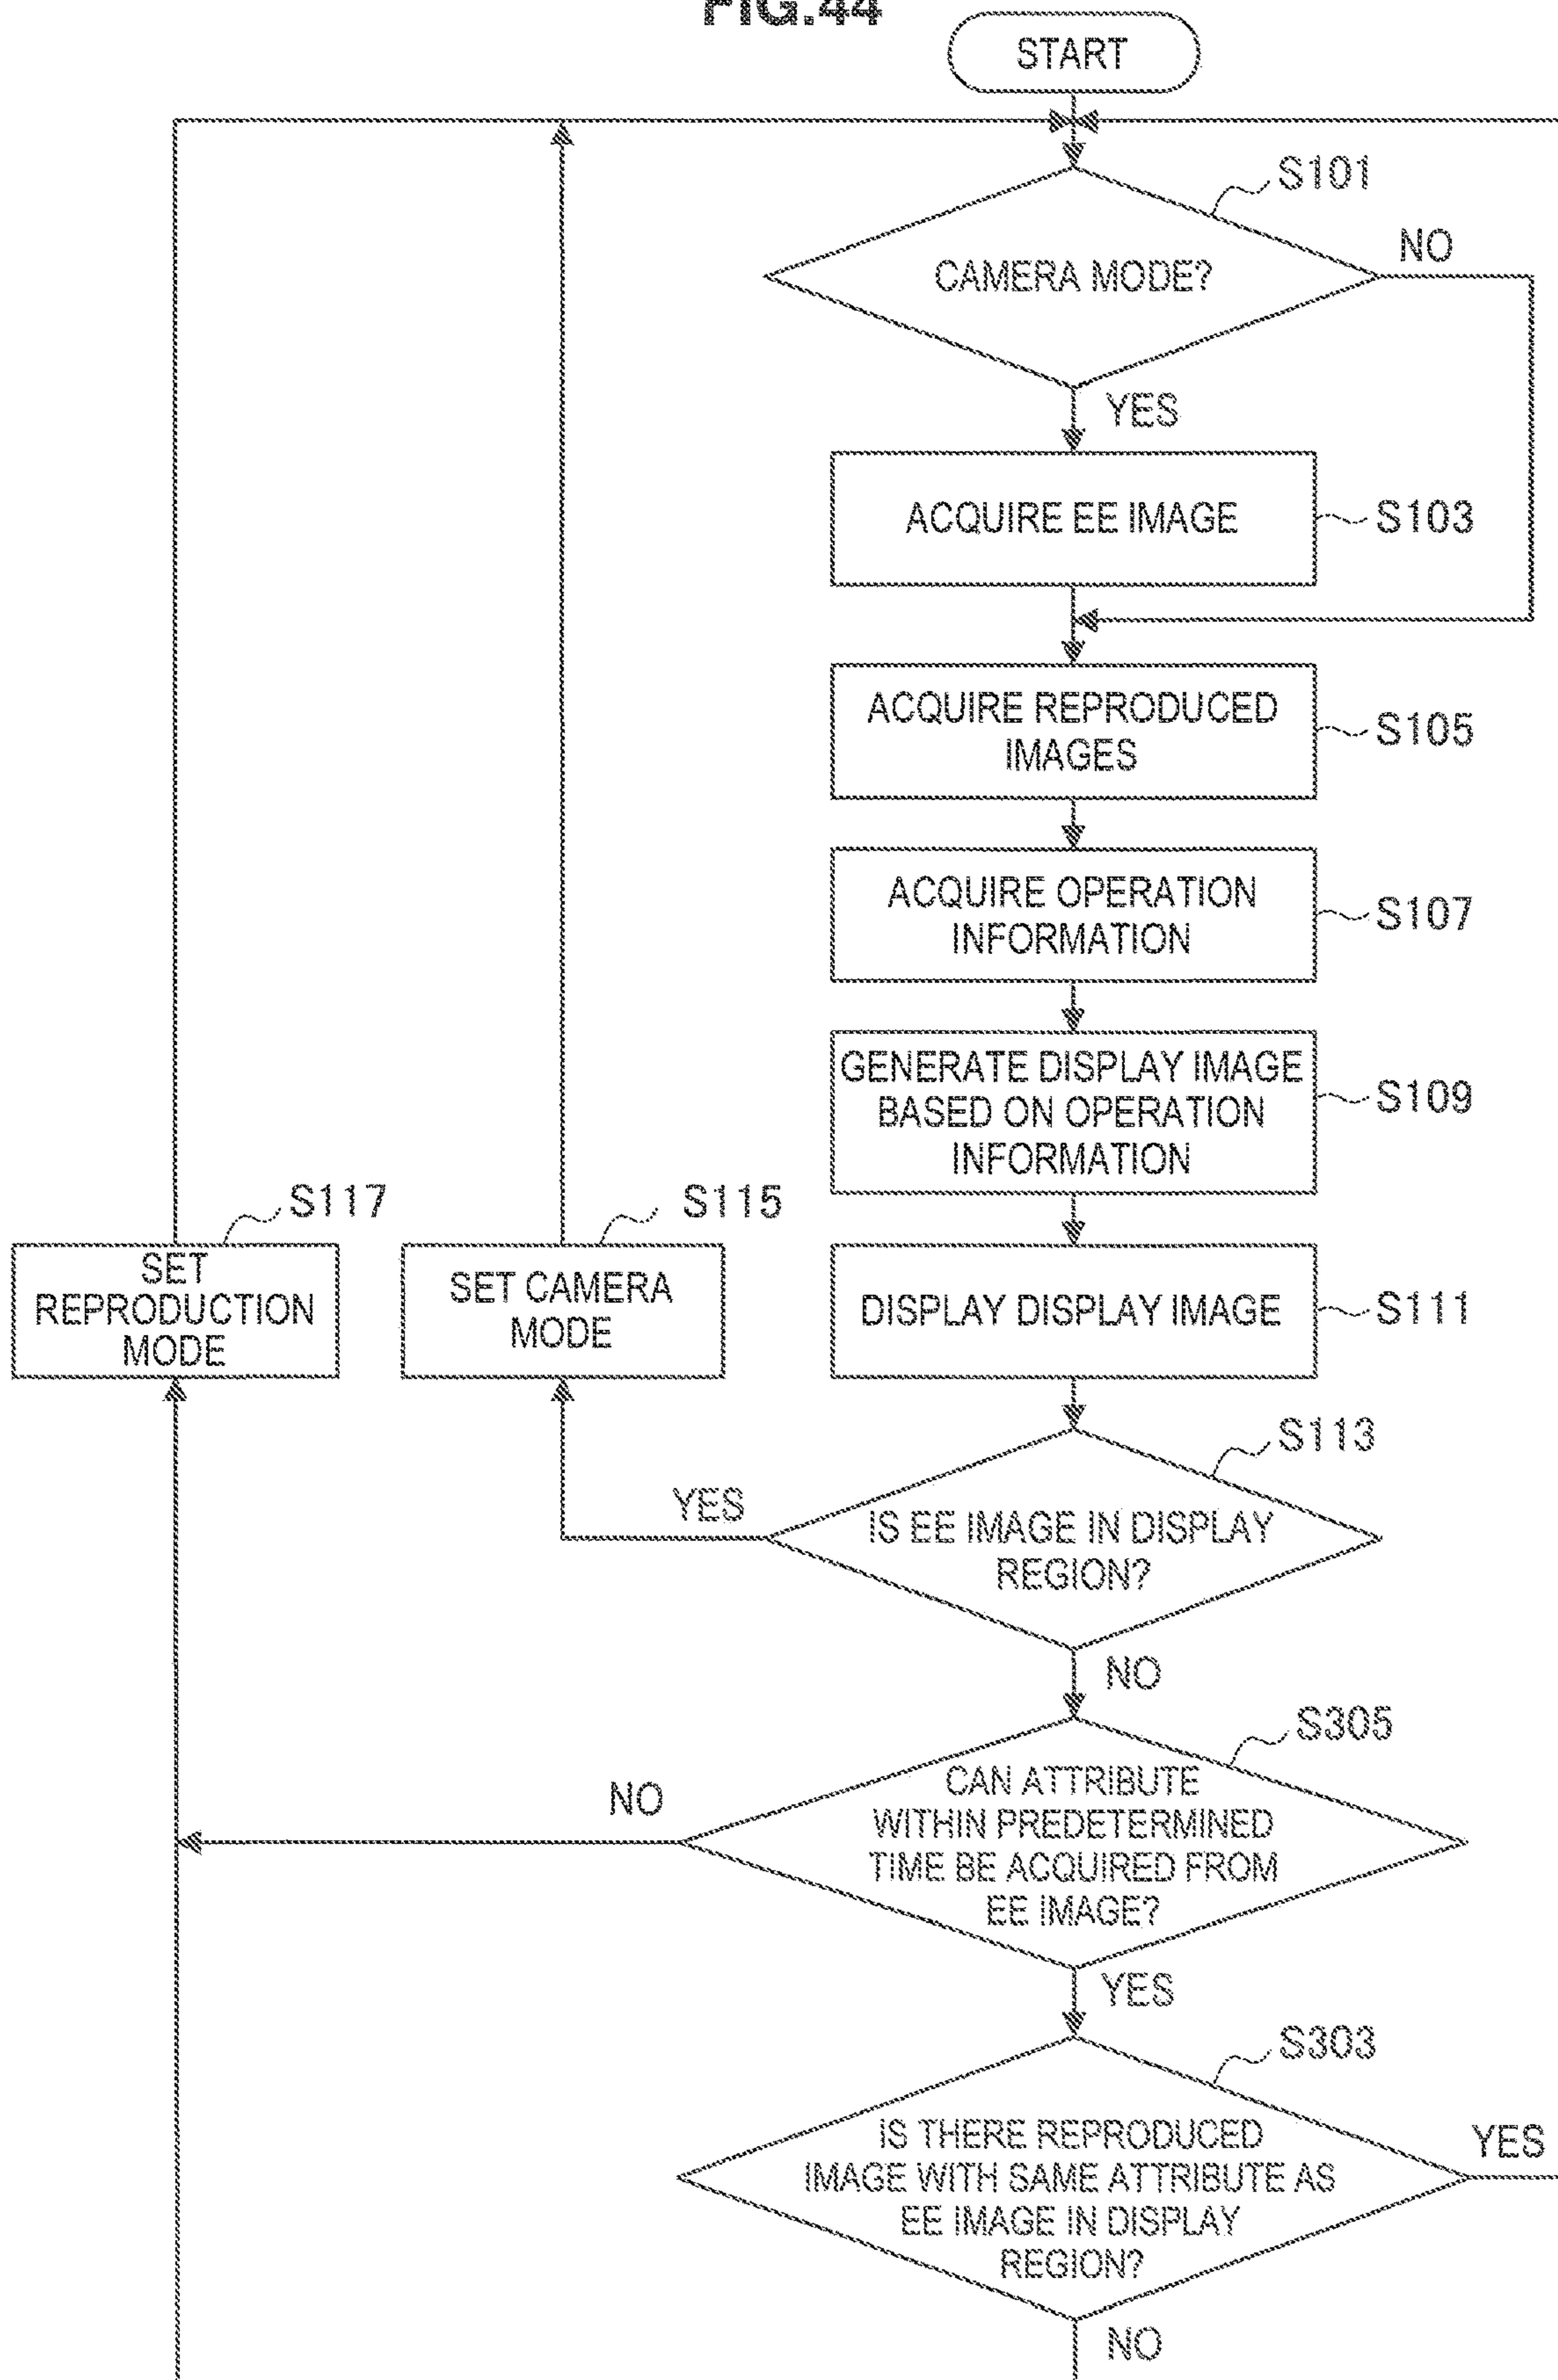 FIG.44
START
S101
CAMERA MODE?
NO
YES
ACQUIRE EE IMAGE
S103
ACQUIRE REPRODUCED
IMAGES
S105
ACQUIRE OPERATION
INFORMATION
S107
GENERATE DISPLAY IMAGE
BASED ON OPERATION
INFORMATION
S109
S117
SET
REPRODUCTION
MODE
S115
SET CAMERA
MODE
DISPLAY DISPLAY IMAGE
S111
S113
YES
IS EE IMAGE IN DISPLAY
REGION?
NO
S305
NO
CAN ATTRIBUTE
WITHIN PREDETERMINED
TIME BE ACQUIRED FROM
EE IMAGE?
YES
S303
IS THERE REPRODUCED
IMAGE WITH SAME ATTRIBUTE AS
EE IMAGE IN DISPLAY
REGION?
YES
NO